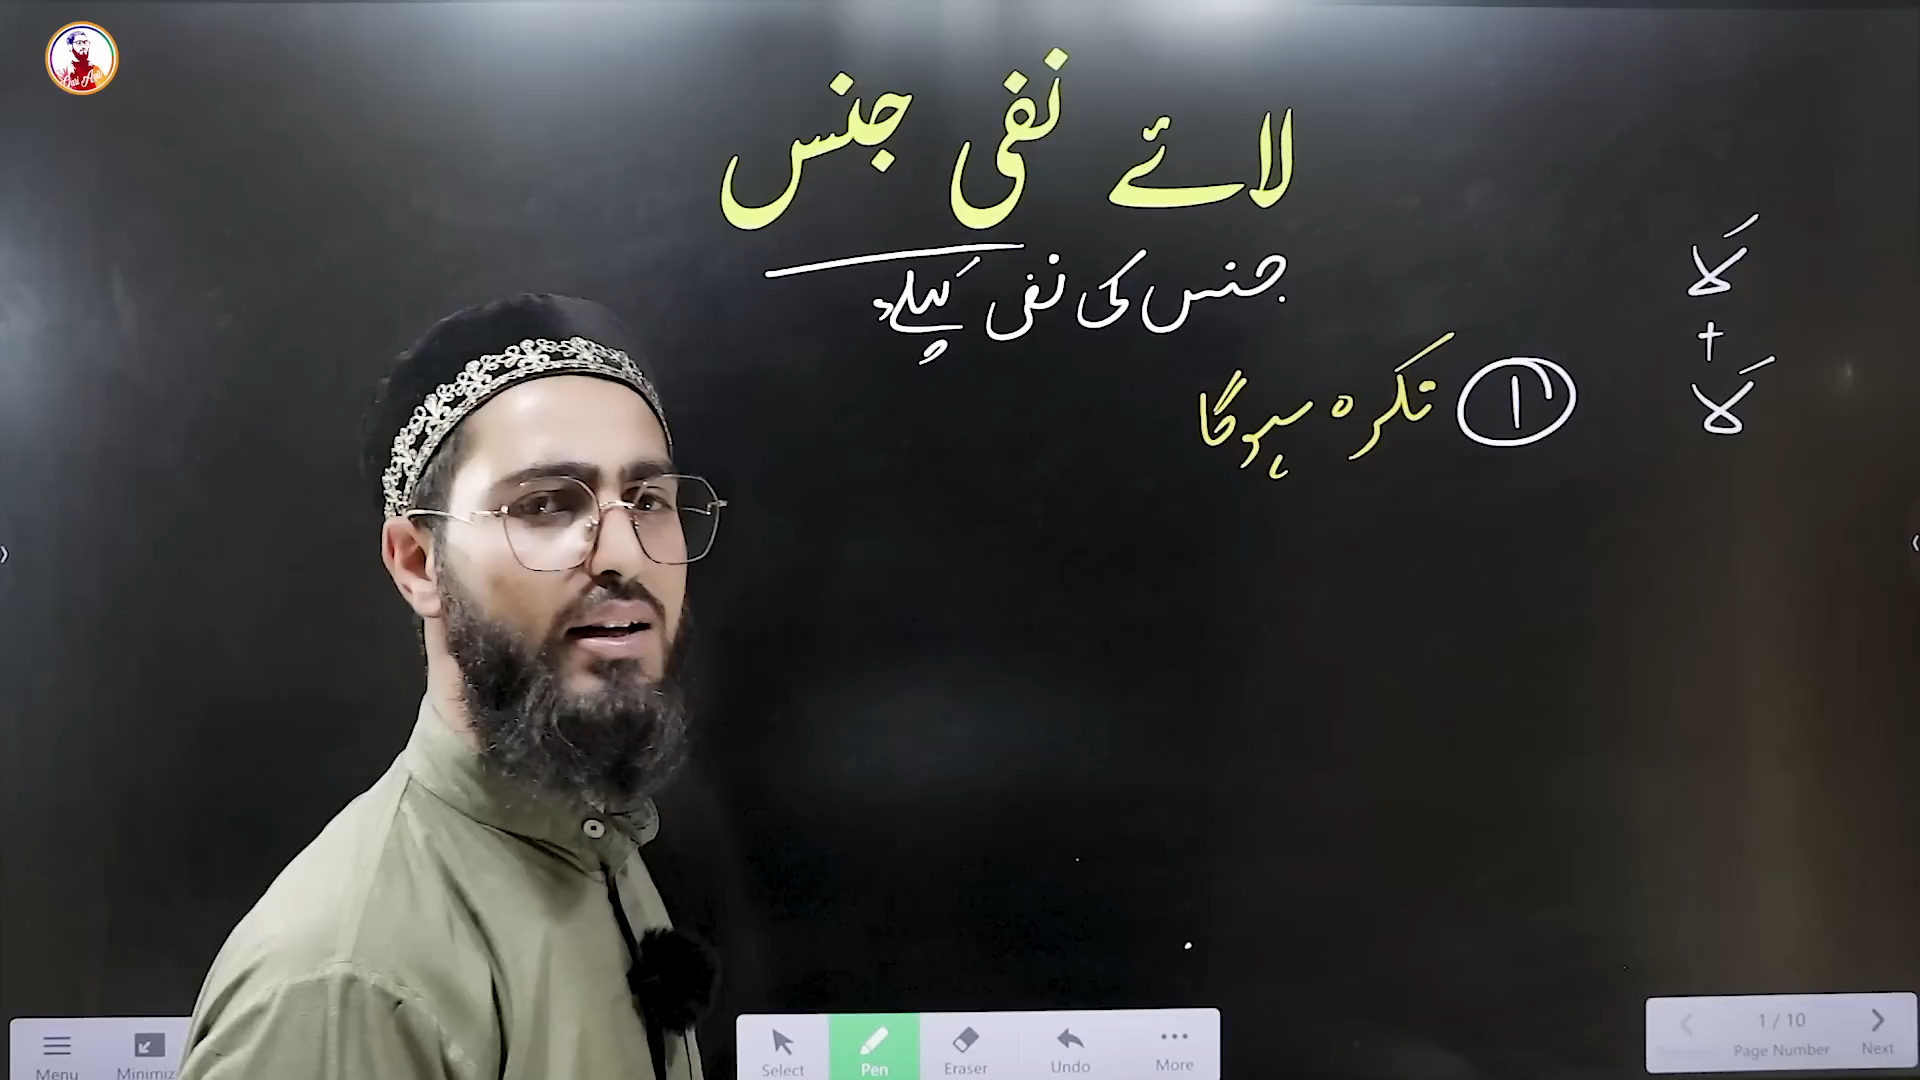 لائے نفی جنس
جنس کی نفی کیلئے
① نکرہ ہوگا
لَا
+
لَا
Menu
Minimiz
Select
Pen
Eraser
Undo
More
1 / 10
Page Number
Next